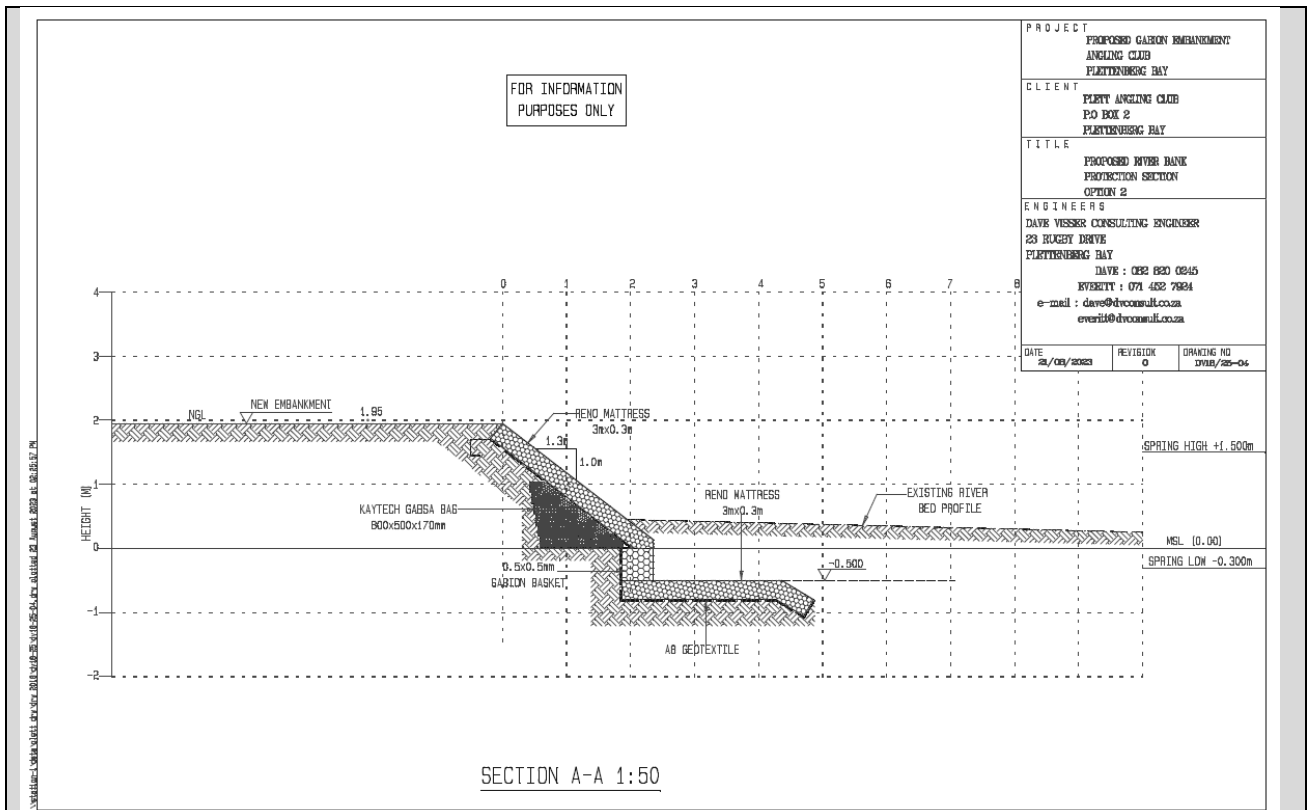 PROJECT
PROPOSED GABION EMBANKMENT
ANGLING CLUB
PLETTENBERG BAY
CLIENT
PLETT ANGLING CLUB
P.O BOX 2
PLETTENBERG BAY
TITLE
PROPOSED RIVER BANK
PROTECTION SECTION
OPTION 2
ENGINEERS
DAVE VISSER CONSULTING ENGINEER
23 RUGBY DRIVE
PLETTENBERG BAY
DAVE : 082 820 0245
EVERITT : 071 452 7924
e-mail : dave@dvconsult.co.za
everitt@dvconsult.co.za
DATE
REVISION
DRAWING NO
21/08/2023
0
DV18/25-04
FOR INFORMATION
PURPOSES ONLY
0 1 2 3 4 5 6 7 8
4
3
2
1
0
-1
-2
HEIGHT (M)
NGL
NEW EMBANKMENT
1.95
RENO MATTRESS
3mx0.3m
1.3m
1.0m
SPRING HIGH +1.500m
KAYTECH GABSA BAG
800x500x170mm
RENO MATTRESS
3mx0.3m
EXISTING RIVER
BED PROFILE
MSL (0.00)
SPRING LOW -0.300m
0.5x0.5mm
GABION BASKET
-0.500
A8 GEOTEXTILE
SECTION A-A 1:50